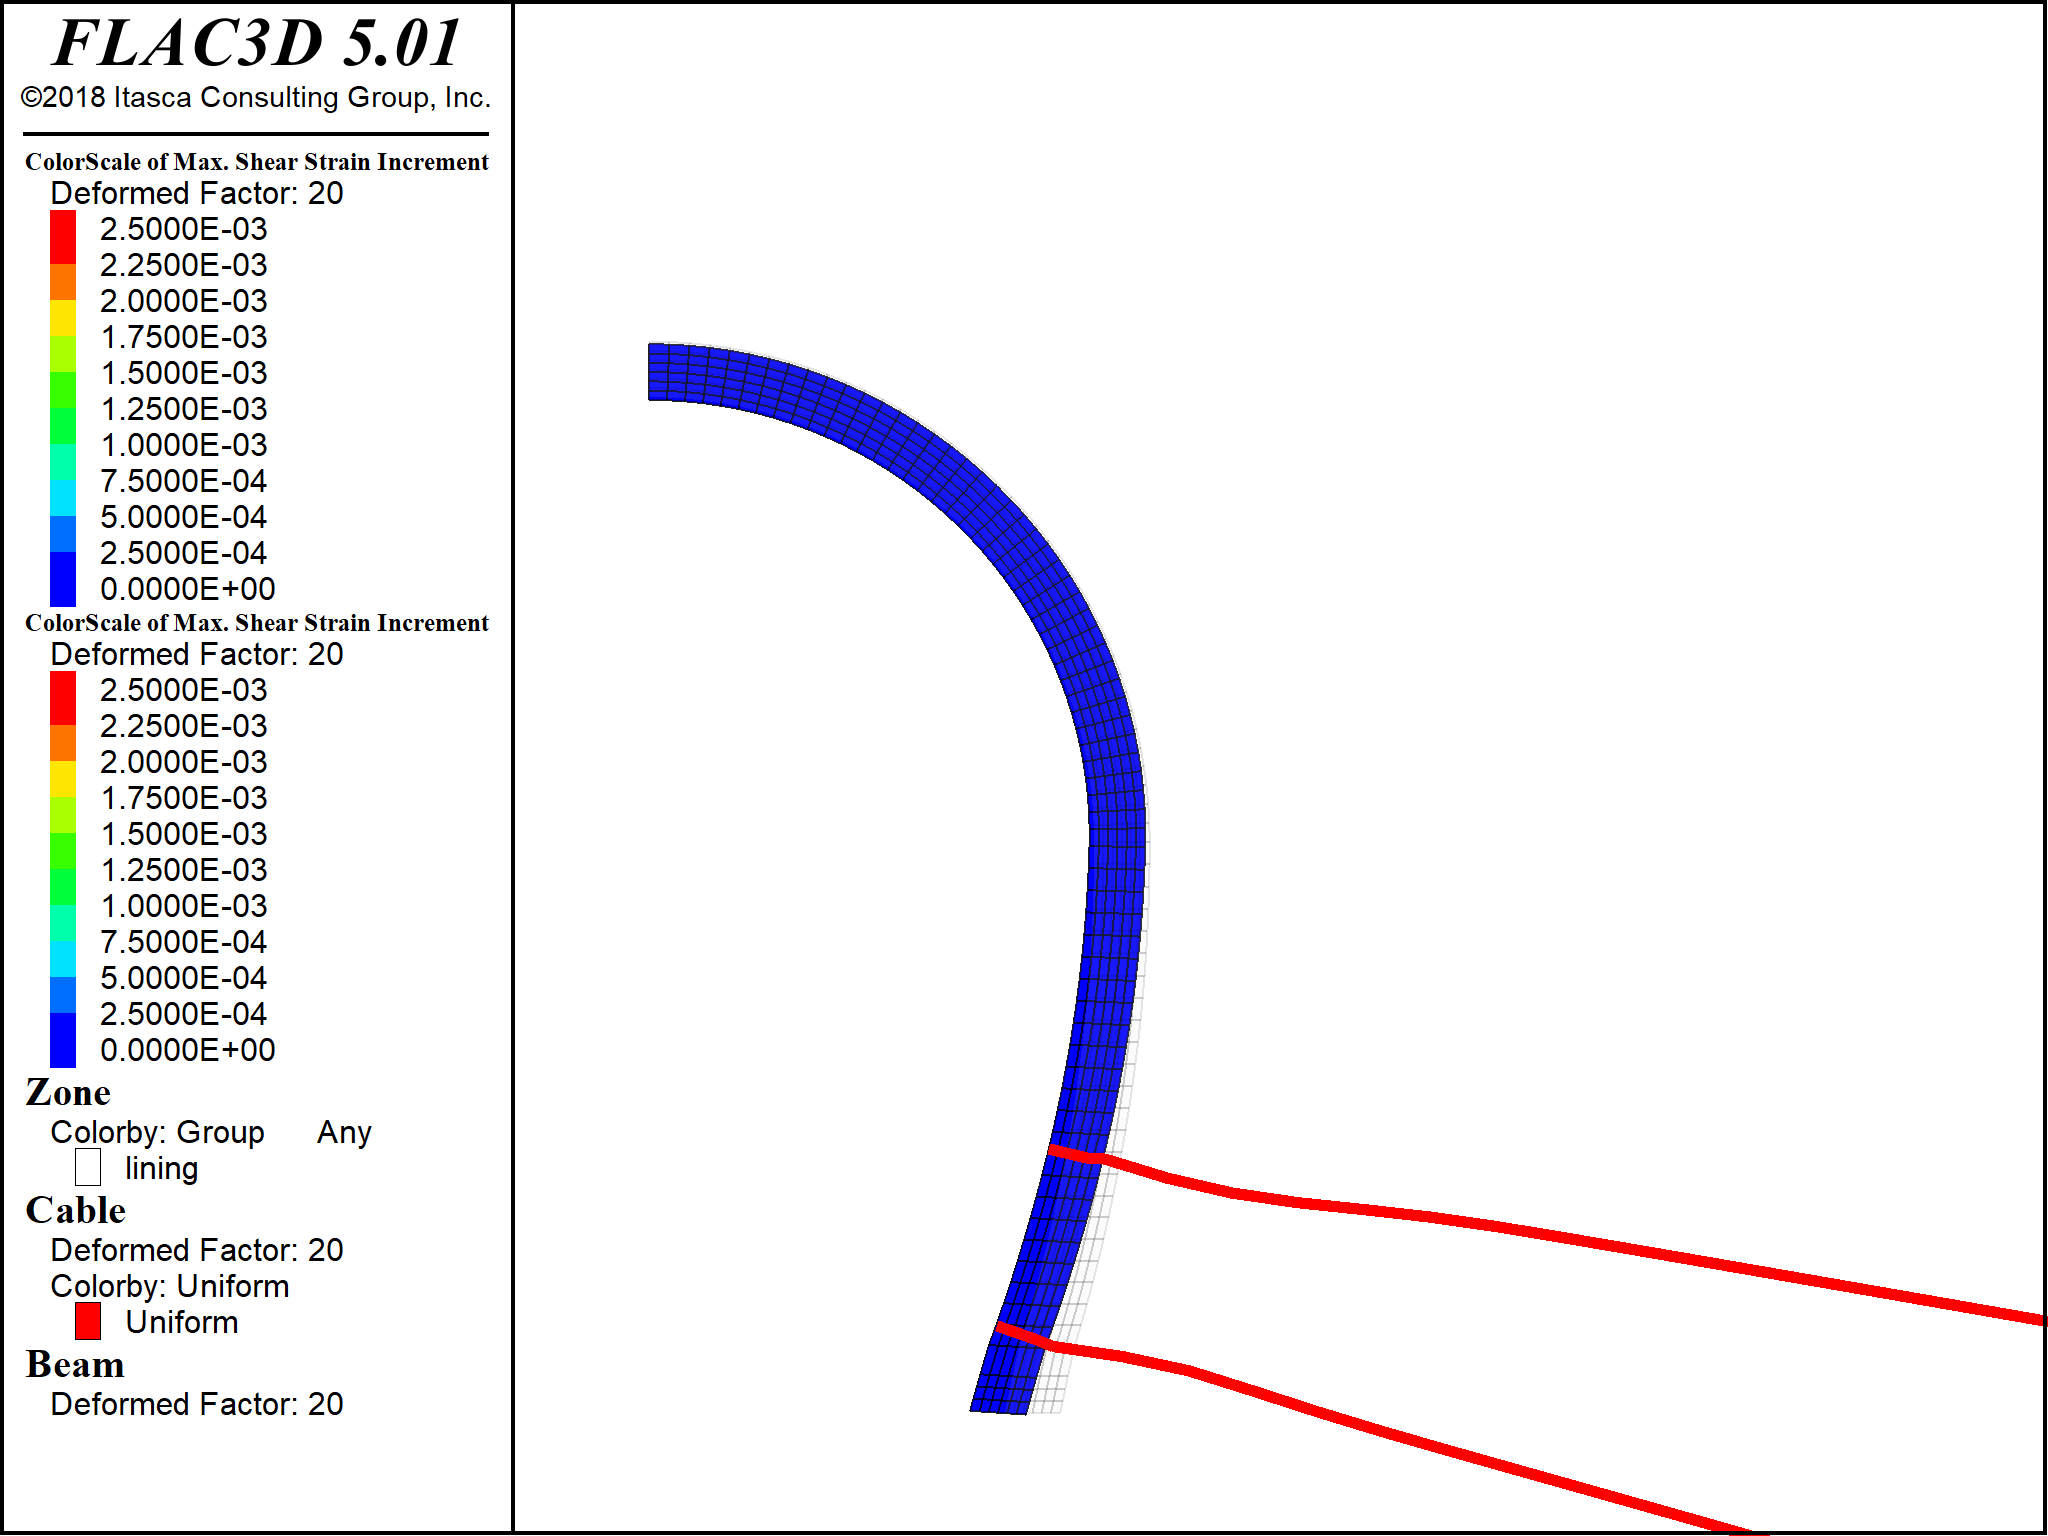 FLAC3D 5.01
©2018 Itasca Consulting Group, Inc.
ColorScale of Max. Shear Strain Increment
Deformed Factor: 20
2.5000E-03
2.2500E-03
2.0000E-03
1.7500E-03
1.5000E-03
1.2500E-03
1.0000E-03
7.5000E-04
5.0000E-04
2.5000E-04
0.0000E+00
ColorScale of Max. Shear Strain Increment
Deformed Factor: 20
2.5000E-03
2.2500E-03
2.0000E-03
1.7500E-03
1.5000E-03
1.2500E-03
1.0000E-03
7.5000E-04
5.0000E-04
2.5000E-04
0.0000E+00
Zone
Colorby: Group Any
lining
Cable
Deformed Factor: 20
Colorby: Uniform
Uniform
Beam
Deformed Factor: 20